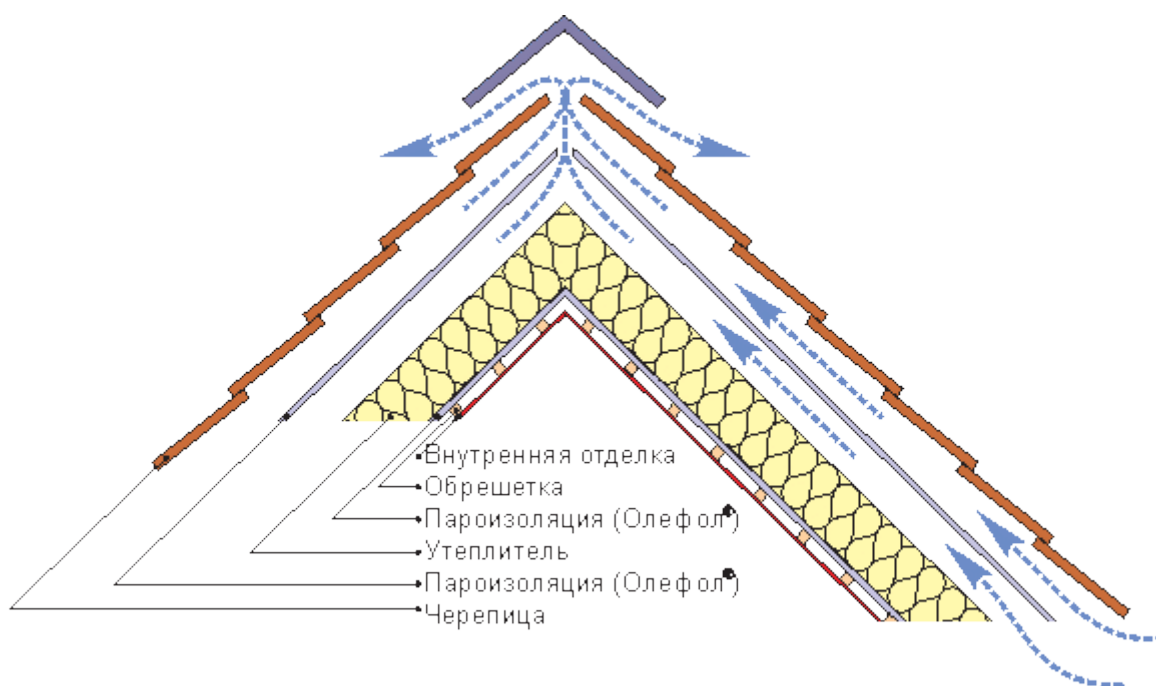 Внутренняя отделка
Обрешетка
Пароизоляция (Олефол®)
Утеплитель
Пароизоляция (Олефол®)
Черепица